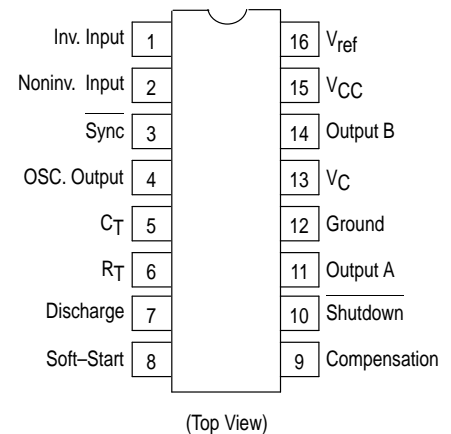 Inv. Input 1 16 Vref
Noninv. Input 2 15 VCC
Sync 3 14 Output B
OSC. Output 4 13 VC
CT 5 12 Ground
RT 6 11 Output A
Discharge 7 10 Shutdown
Soft–Start 8 9 Compensation
(Top View)